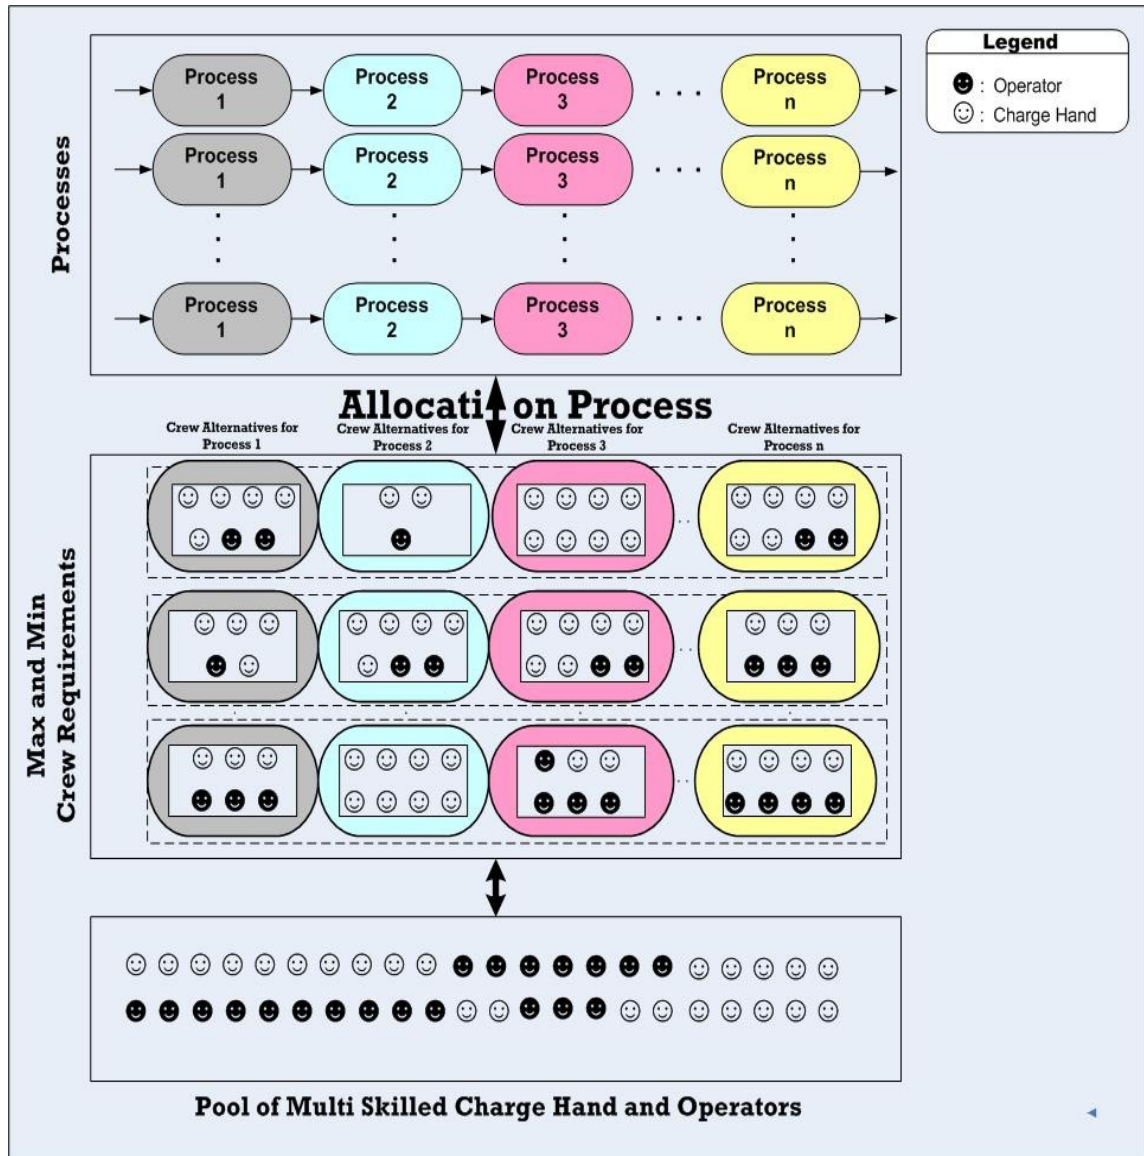 Legend
: Operator
: Charge Hand
Processes
Process
1
Process
2
Process
3
. . .
Process
n
Process
1
Process
2
Process
3
. . .
Process
n
Process
1
Process
2
Process
3
. . .
Process
n
Allocation Process
Crew Alternatives for
Process 1
Crew Alternatives for
Process 2
Crew Alternatives for
Process 3
Crew Alternatives for
Process n
Max and Min
Crew Requirements
Pool of Multi Skilled Charge Hand and Operators